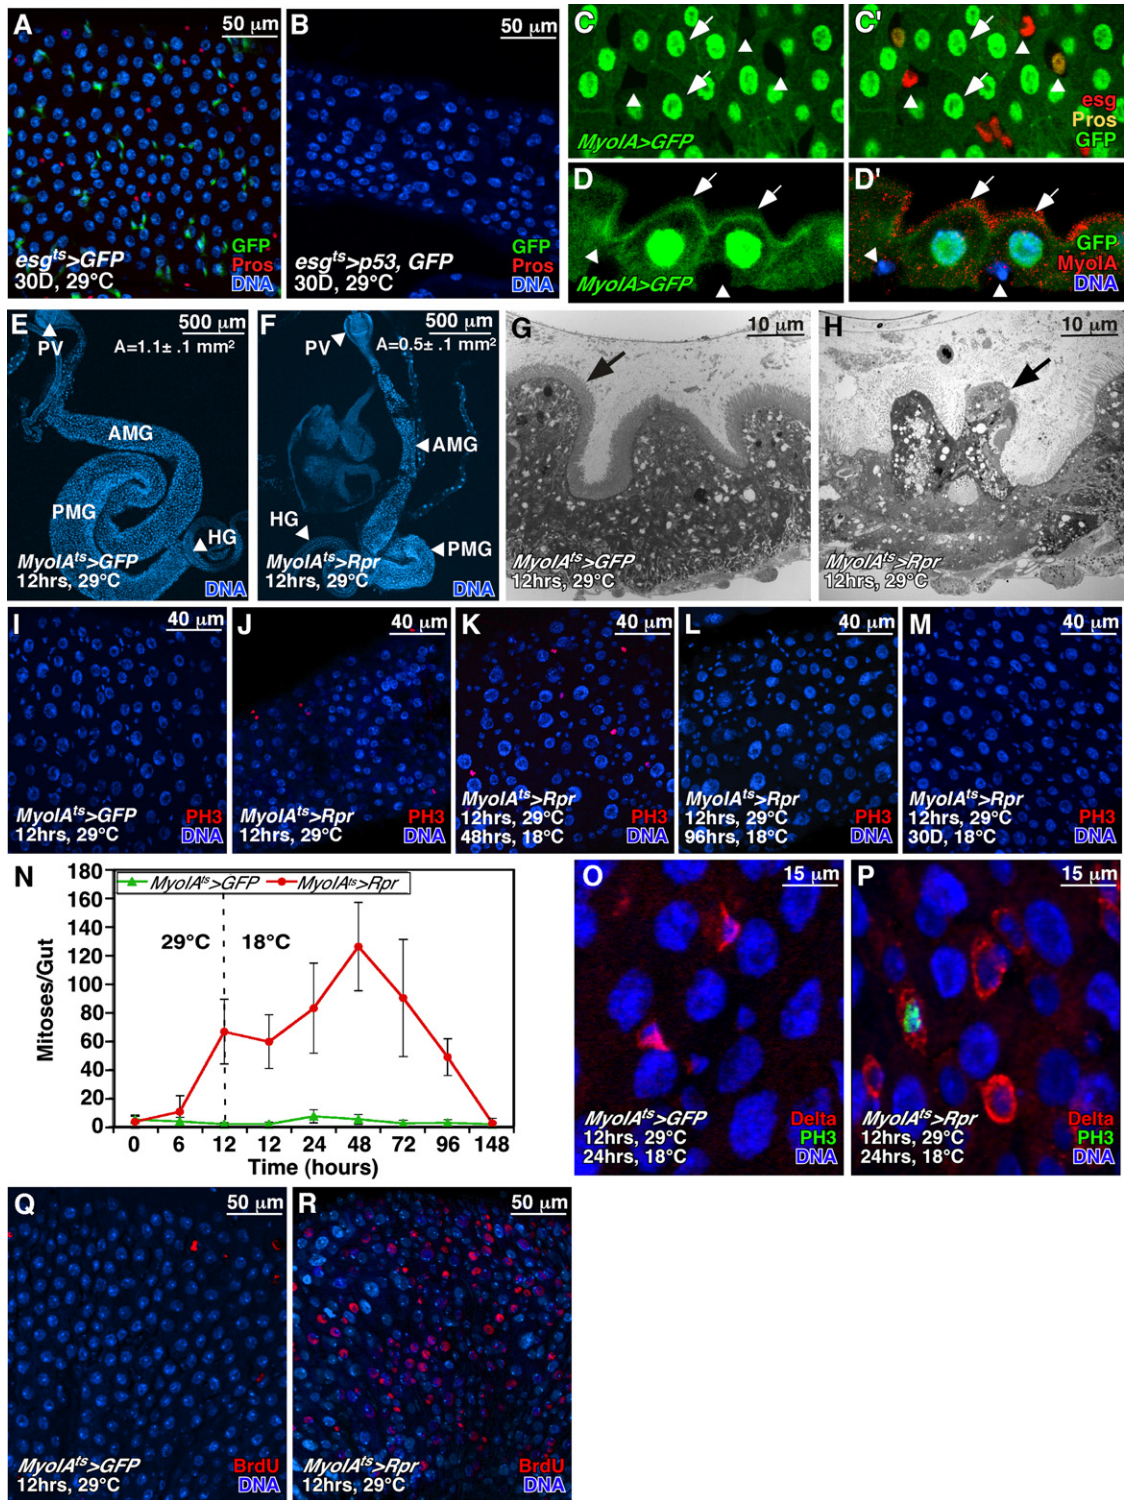 A
50 μm
esgts>GFP
30D, 29°C
GFP
Pros
DNA
B
50 μm
esgts>p53, GFP
30D, 29°C
GFP
DNA
C
MyoIA>GFP
C'
esg
Pros
GFP
D
MyoIA>GFP
D'
GFP
MyoIA
DNA
E
500 μm
A=1.1± .1 mm²
PV
AMG
PMG
HG
MyoIAts>GFP
12hrs, 29°C
DNA
F
500 μm
A=0.5± .1 mm²
PV
AMG
HG
PMG
MyoIAts>Rpr
12hrs, 29°C
DNA
G
10 μm
MyoIAts>GFP
12hrs, 29°C
H
10 μm
MyoIAts>Rpr
12hrs, 29°C
I
40 μm
MyoIAts>GFP
12hrs, 29°C
PH3
DNA
J
40 μm
MyoIAts>Rpr
12hrs, 29°C
PH3
DNA
K
40 μm
MyoIAts>Rpr
12hrs, 29°C
48hrs, 18°C
PH3
DNA
L
40 μm
MyoIAts>Rpr
12hrs, 29°C
96hrs, 18°C
PH3
DNA
M
40 μm
MyoIAts>Rpr
12hrs, 29°C
30D, 18°C
PH3
DNA
N
MyoIAts>GFP
MyoIAts>Rpr
29°C
18°C
Mitoses/Gut
180
160
140
120
100
80
60
40
20
0
0 6 12 12 24 48 72 96 148
Time (hours)
O
15 μm
MyoIAts>GFP
12hrs, 29°C
24hrs, 18°C
Delta
PH3
DNA
P
15 μm
MyoIAts>Rpr
12hrs, 29°C
24hrs, 18°C
Delta
PH3
DNA
Q
50 μm
MyoIAts>GFP
12hrs, 29°C
BrdU
DNA
R
50 μm
MyoIAts>Rpr
12hrs, 29°C
BrdU
DNA